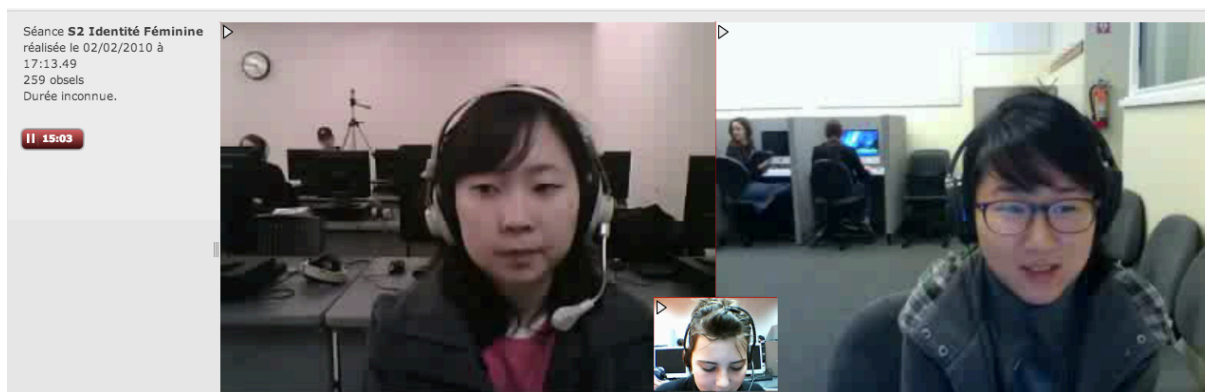 Séance S2 Identité Féminine
réalisée le 02/02/2010 à
17:13.49
259 obsels
Durée inconnue.
15:03